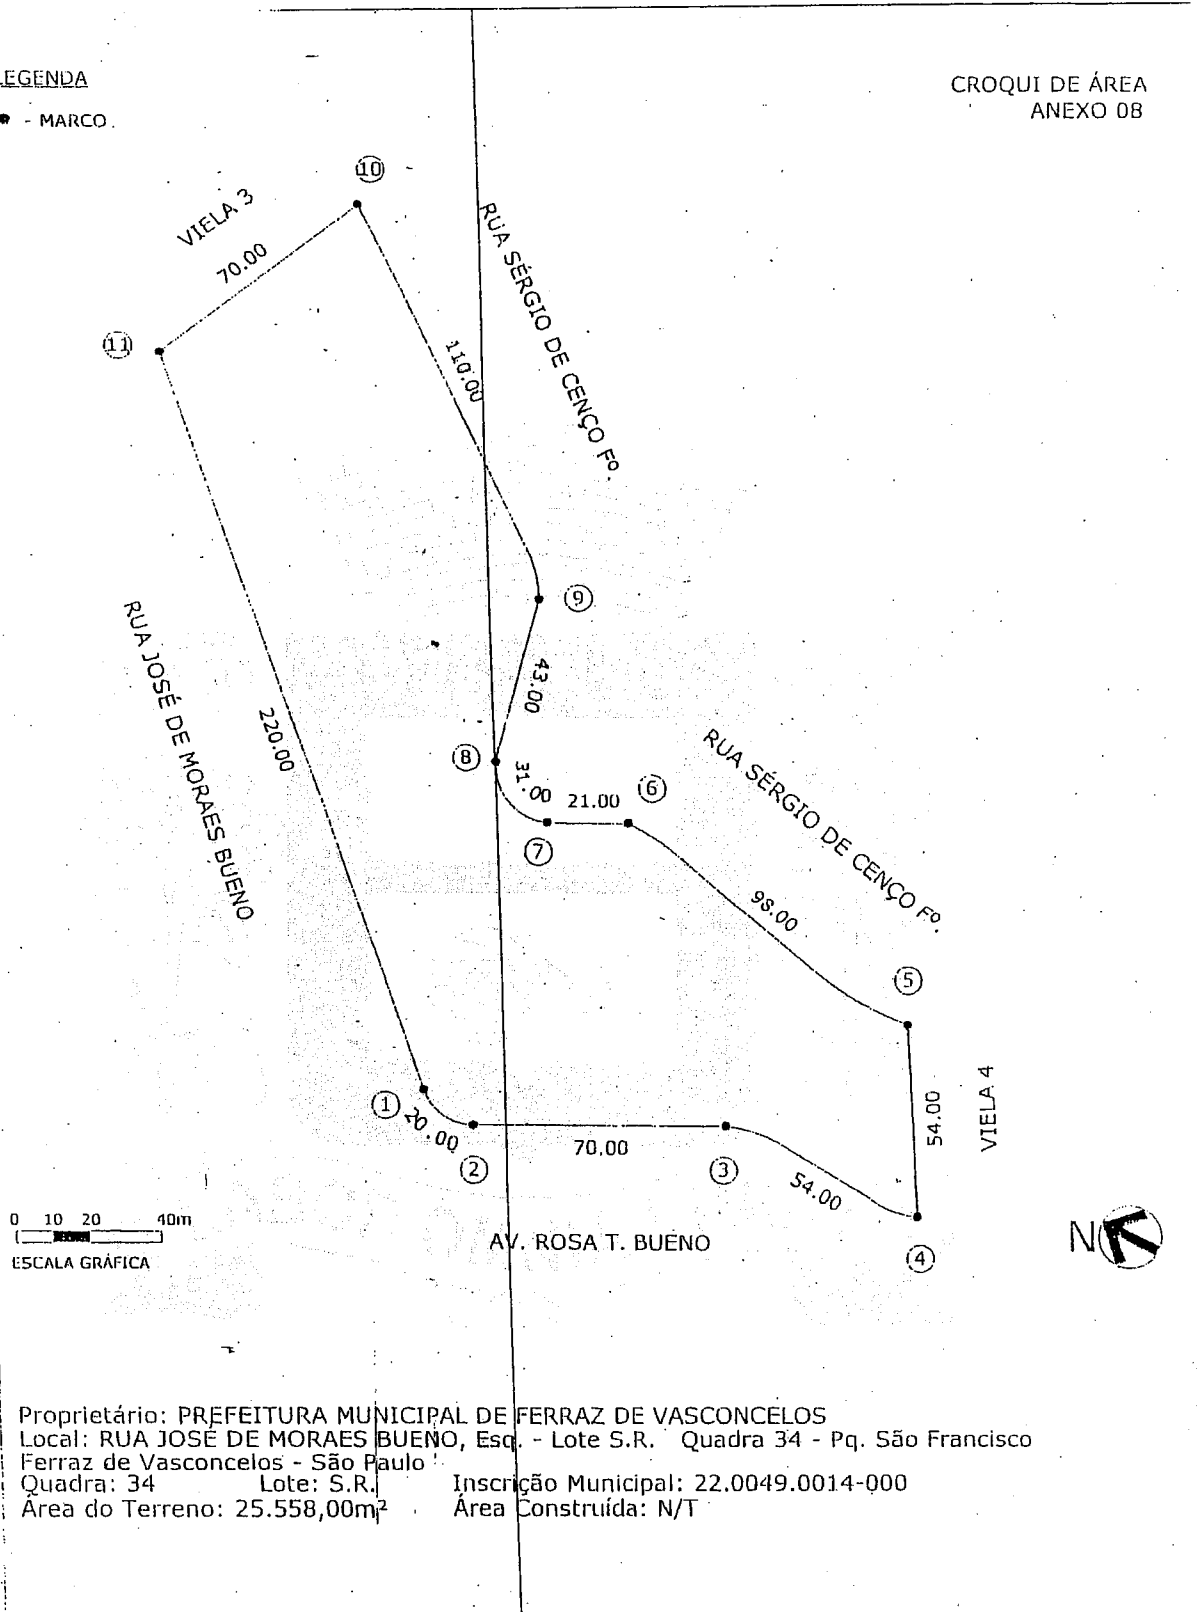 LEGENDA
- MARCO
CROQUI DE ÁREA
ANEXO 08
10
VIELA 3
70.00
11
RUA SÉRGIO DE CENÇO Fº.
110.00
9
RUA JOSÉ DE MORAES BUENO
220.00
43.00
8
31.00
21.00
6
7
RUA SÉRGIO DE CENÇO Fº.
98.00
5
1
20.00
2
70.00
3
54.00
54.00
VIELA 4
4
0 10 20 40m
ESCALA GRÁFICA
AV. ROSA T. BUENO
N
Proprietário: PREFEITURA MUNICIPAL DE FERRAZ DE VASCONCELOS
Local: RUA JOSÉ DE MORAES BUENO, Esq. - Lote S.R. Quadra 34 - Pq. São Francisco
Ferraz de Vasconcelos - São Paulo
Quadra: 34 Lote: S.R. Inscrição Municipal: 22.0049.0014-000
Área do Terreno: 25.558,00m² Área Construída: N/T